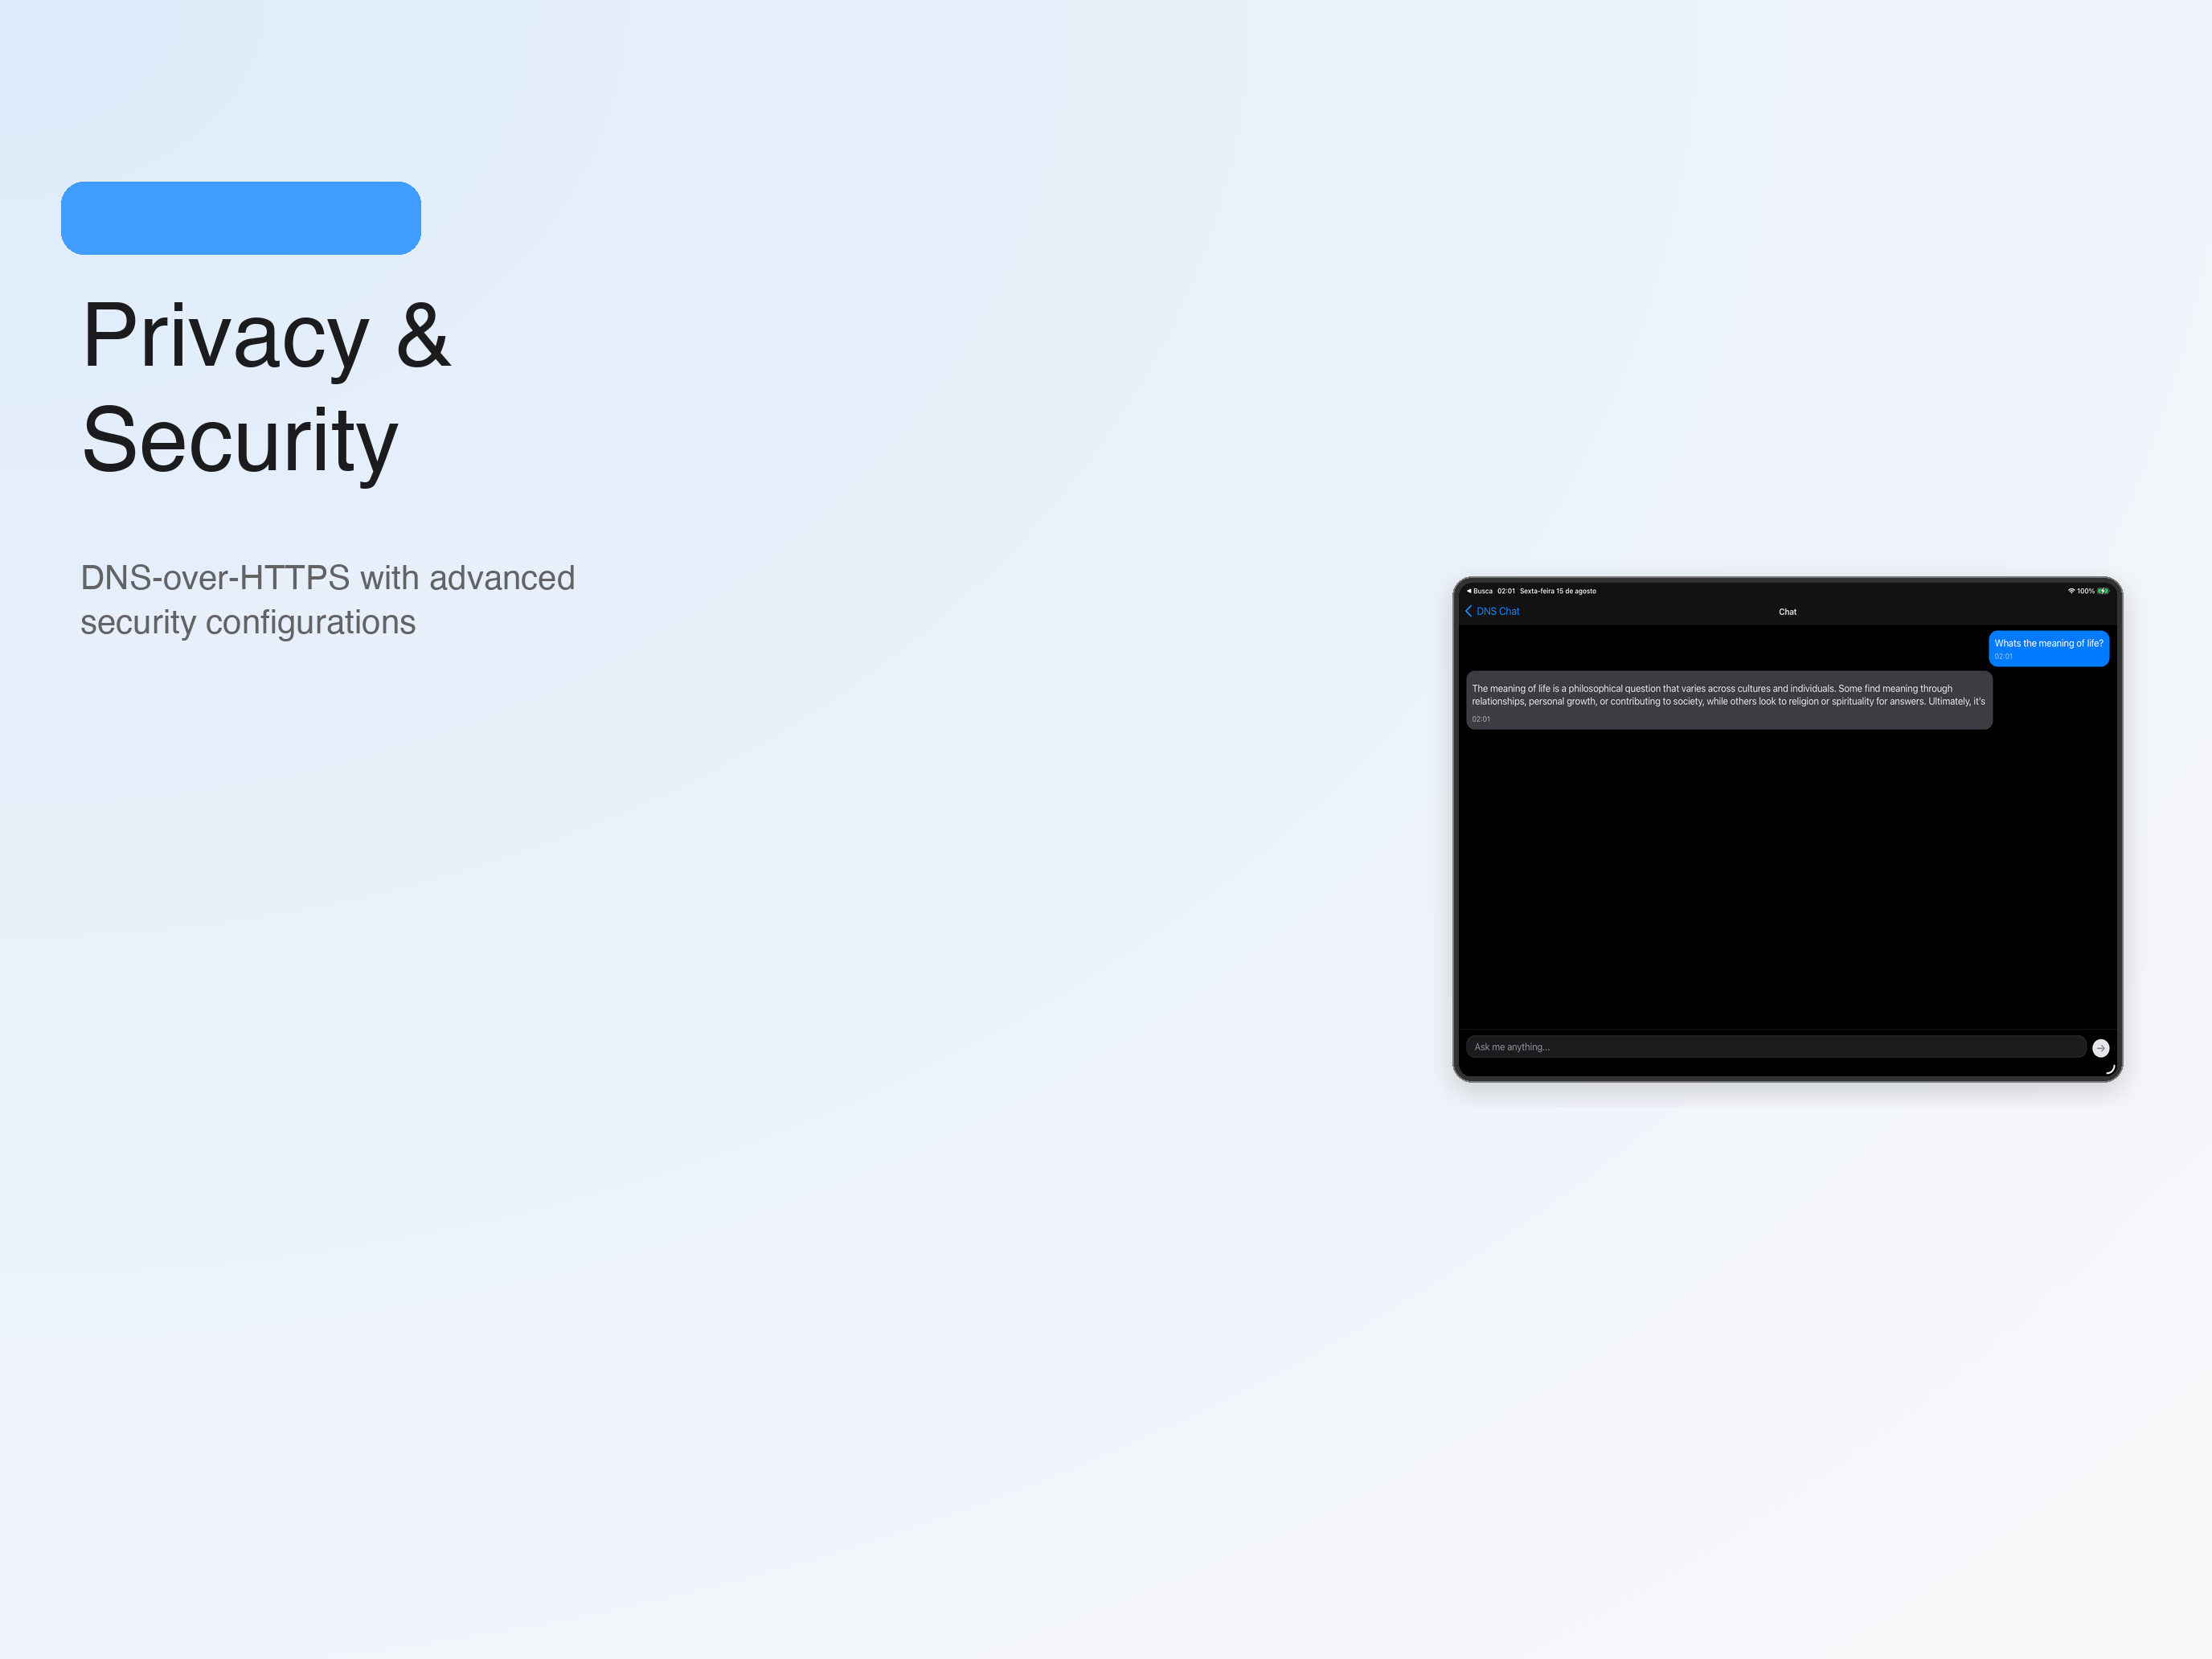 Privacy &
Security
DNS-over-HTTPS with advanced
security configurations
◀ Busca 02:01 Sexta-feira 15 de agosto 100%
DNS Chat Chat
Whats the meaning of life?
02:01
The meaning of life is a philosophical question that varies across cultures and individuals. Some find meaning through
relationships, personal growth, or contributing to society, while others look to religion or spirituality for answers. Ultimately, it's
02:01
Ask me anything...